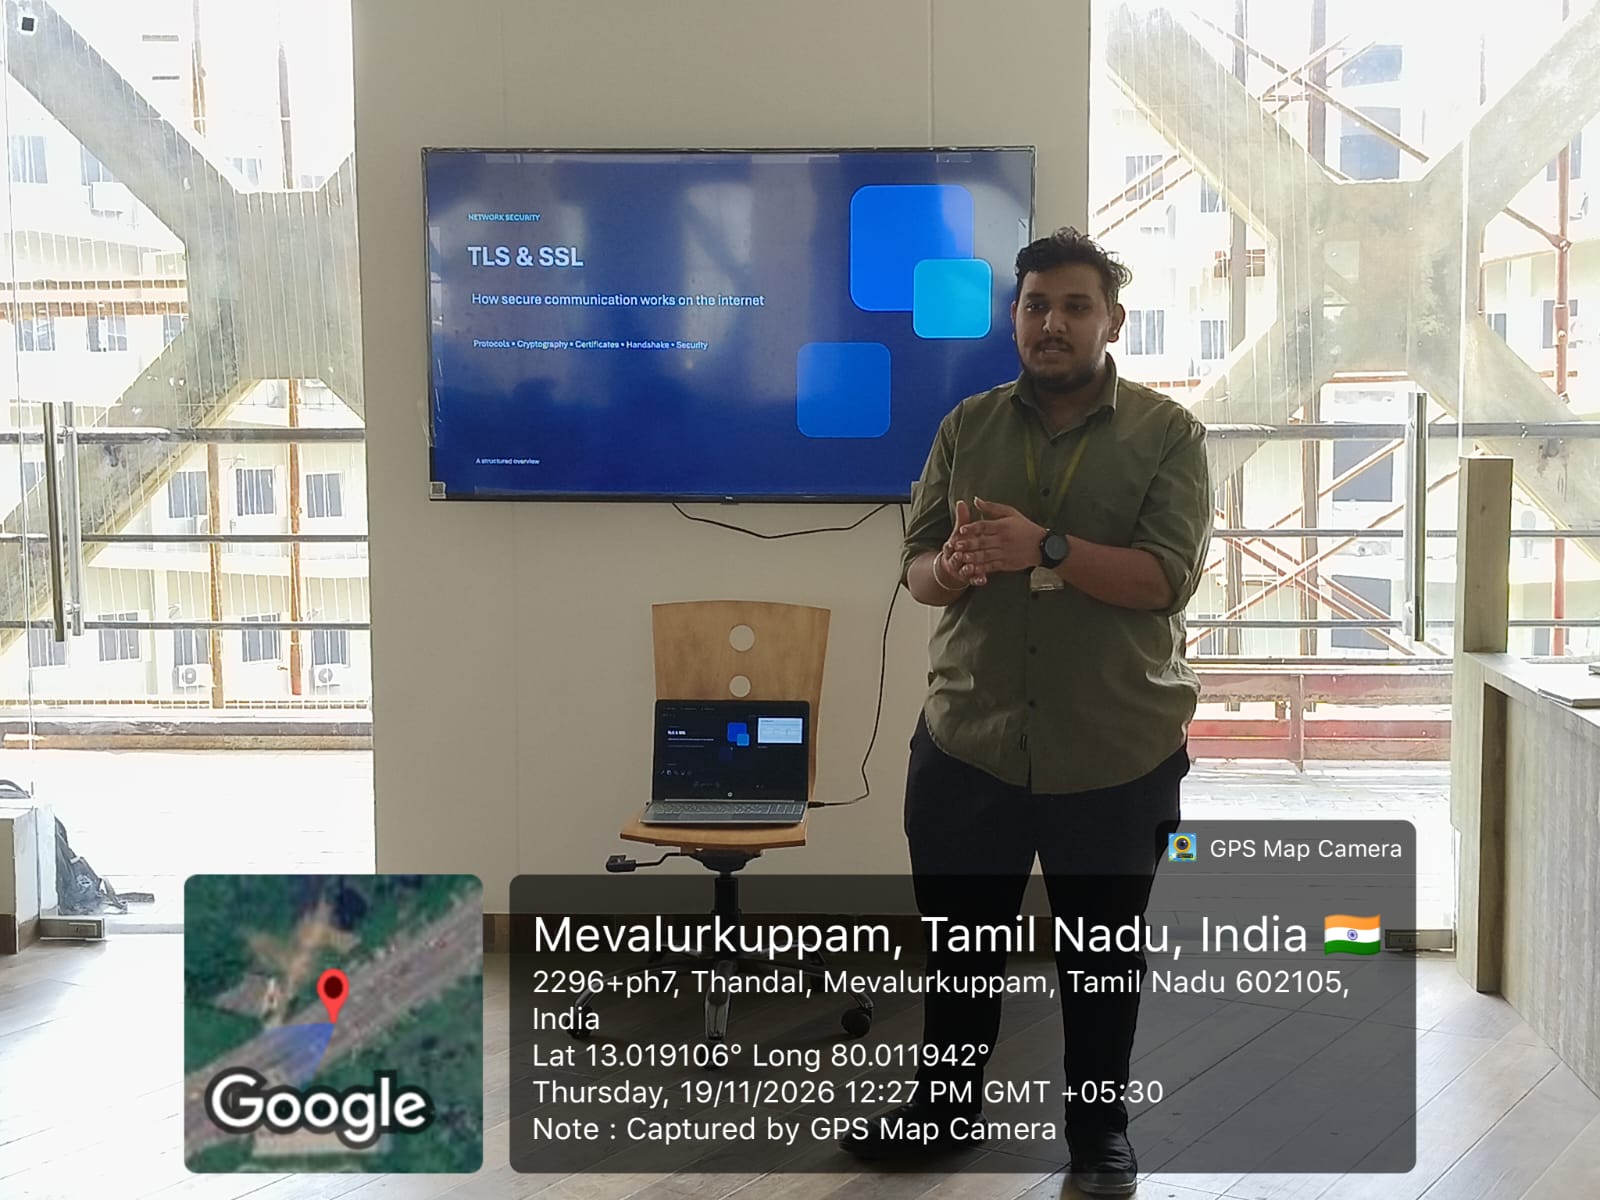 NETWORK SECURITY
TLS & SSL
How secure communication works on the internet
Protocols • Cryptography • Certificates • Handshake • Security
A structured overview
TLS & SSL
GPS Map Camera
Mevalurkuppam, Tamil Nadu, India
2296+ph7, Thandal, Mevalurkuppam, Tamil Nadu 602105,
India
Lat 13.019106° Long 80.011942°
Thursday, 19/11/2026 12:27 PM GMT +05:30
Note : Captured by GPS Map Camera
Google